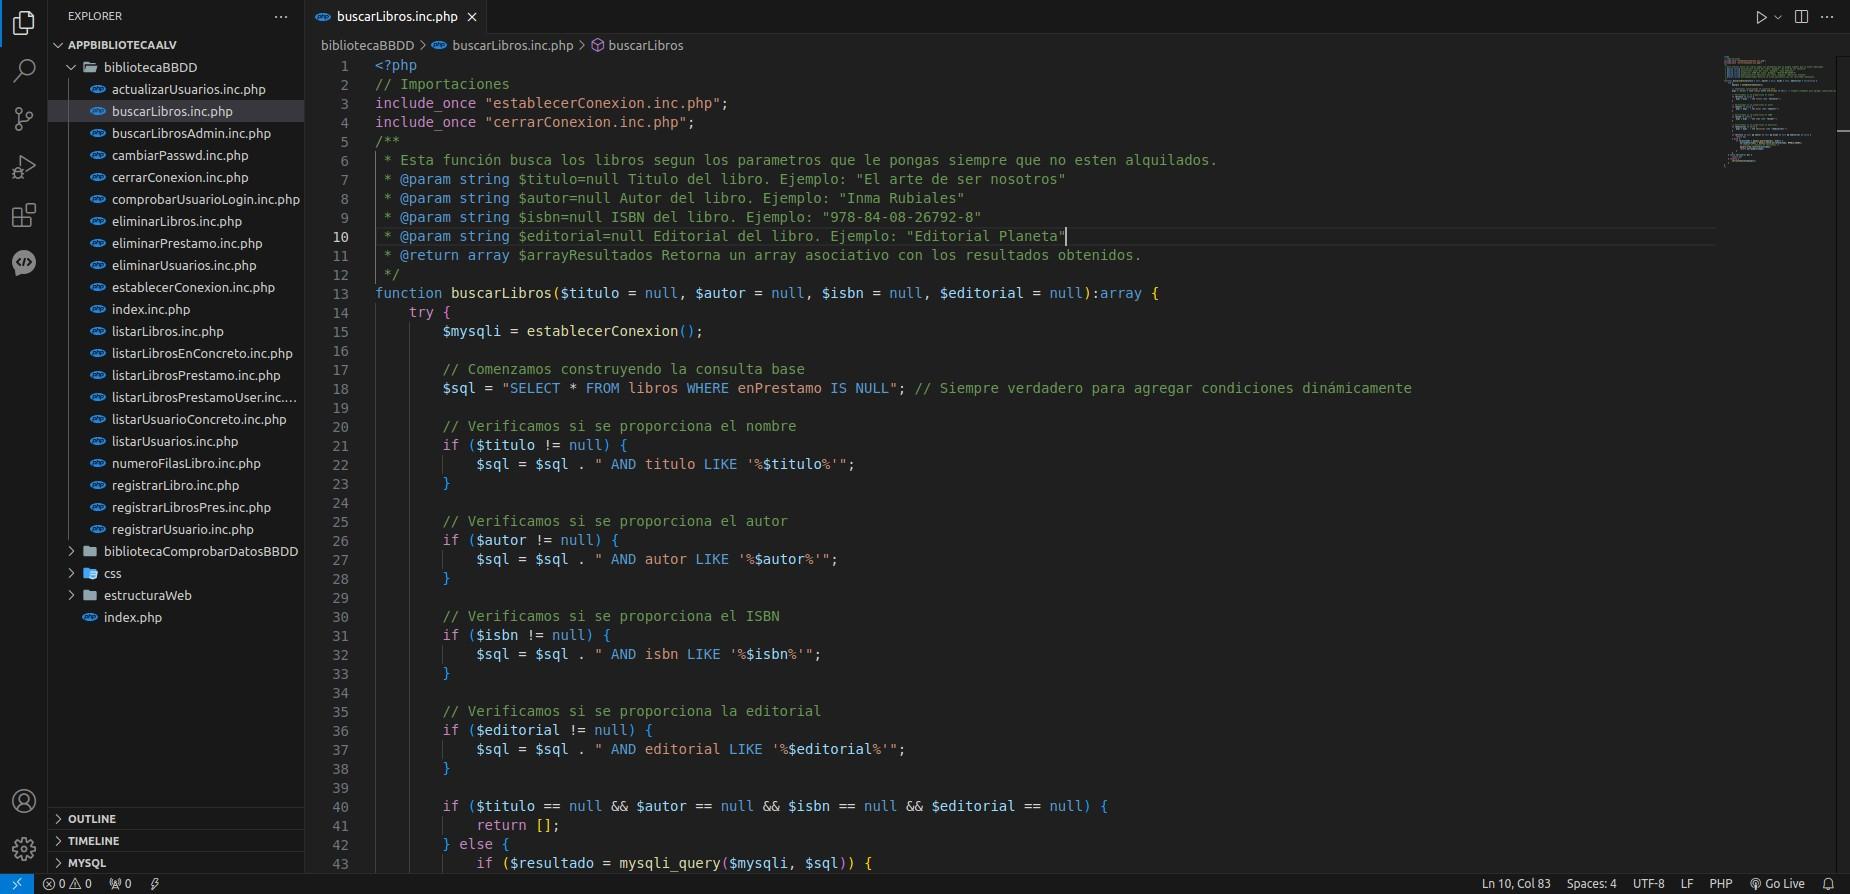 EXPLORER
APPBIBLIOTECAALV
bibliotecaBBDD
actualizarUsuarios.inc.php
buscarLibros.inc.php
buscarLibrosAdmin.inc.php
cambiarPasswd.inc.php
cerrarConexion.inc.php
comprobarUsuarioLogin.inc.php
eliminarLibros.inc.php
eliminarPrestamo.inc.php
eliminarUsuarios.inc.php
establecerConexion.inc.php
index.inc.php
listarLibros.inc.php
listarLibrosEnConcreto.inc.php
listarLibrosPrestamo.inc.php
listarLibrosPrestamoUser.inc....
listarUsuarioConcreto.inc.php
listarUsuarios.inc.php
numeroFilasLibro.inc.php
registrarLibro.inc.php
registrarLibrosPres.inc.php
registrarUsuario.inc.php
bibliotecaComprobarDatosBBDD
css
estructuraWeb
index.php
OUTLINE
TIMELINE
MYSQL
buscarLibros.inc.php
bibliotecaBBDD > buscarLibros.inc.php > buscarLibros
1 <?php
2 // Importaciones
3 include_once "establecerConexion.inc.php";
4 include_once "cerrarConexion.inc.php";
5 /**
6 * Esta función busca los libros segun los parametros que le pongas siempre que no esten alquilados.
7 * @param string $titulo=null Titulo del libro. Ejemplo: "El arte de ser nosotros"
8 * @param string $autor=null Autor del libro. Ejemplo: "Inma Rubiales"
9 * @param string $isbn=null ISBN del libro. Ejemplo: "978-84-08-26792-8"
10 * @param string $editorial=null Editorial del libro. Ejemplo: "Editorial Planeta"
11 * @return array $arrayResultados Retorna un array asociativo con los resultados obtenidos.
12 */
13 function buscarLibros($titulo = null, $autor = null, $isbn = null, $editorial = null):array {
14 try {
15 $mysqli = establecerConexion();
16
17 // Comenzamos construyendo la consulta base
18 $sql = "SELECT * FROM libros WHERE enPrestamo IS NULL"; // Siempre verdadero para agregar condiciones dinámicamente
19
20 // Verificamos si se proporciona el nombre
21 if ($titulo != null) {
22 $sql = $sql . " AND titulo LIKE '%$titulo%'";
23 }
24
25 // Verificamos si se proporciona el autor
26 if ($autor != null) {
27 $sql = $sql . " AND autor LIKE '%$autor%'";
28 }
29
30 // Verificamos si se proporciona el ISBN
31 if ($isbn != null) {
32 $sql = $sql . " AND isbn LIKE '%$isbn%'";
33 }
34
35 // Verificamos si se proporciona la editorial
36 if ($editorial != null) {
37 $sql = $sql . " AND editorial LIKE '%$editorial%'";
38 }
39
40 if ($titulo == null && $autor == null && $isbn == null && $editorial == null) {
41 return [];
42 } else {
43 if ($resultado = mysqli_query($mysqli, $sql)) {
0 0 0 Ln 10, Col 83 Spaces: 4 UTF-8 LF PHP Go Live